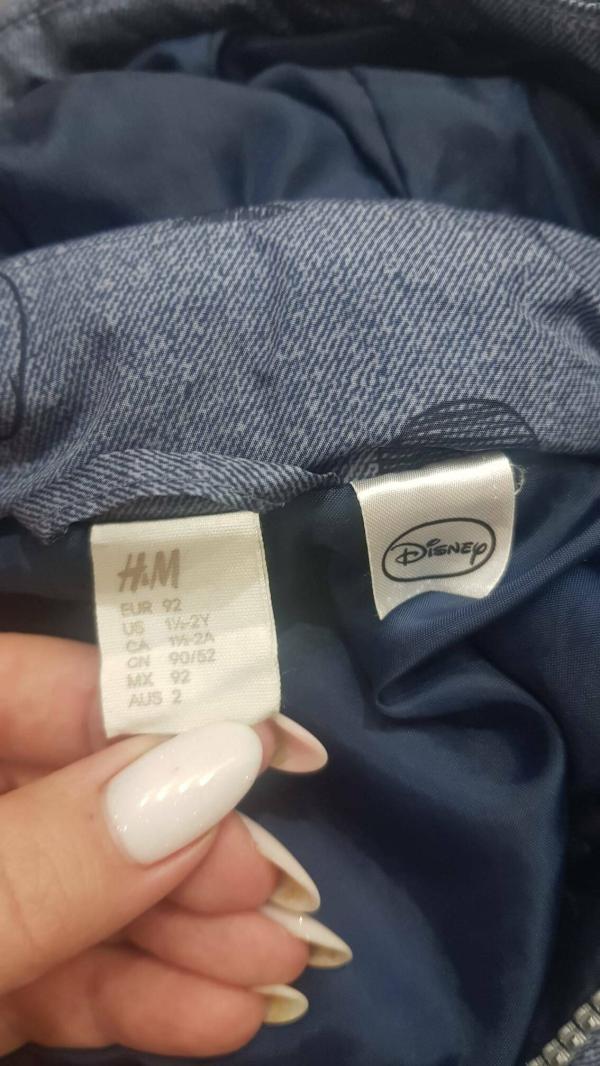 H&M
EUR 92
US 1½-2Y
CA 1½-2A
CN 90/52
MX 92
AUS 2
Disney